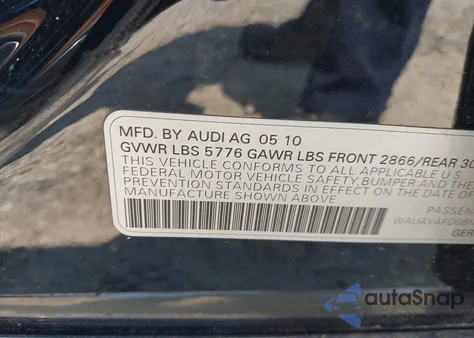 MFD. BY AUDI AG 05 10
GVWR LBS 5776 GAWR LBS FRONT 2866/REAR
THIS VEHICLE CONFORMS TO ALL APPLICABLE U S
FEDERAL MOTOR VEHICLE SAFETY, BUMPER AND
PREVENTION STANDARDS IN EFFECT ON THE DATE OF
MANUFACTURE SHOWN ABOVE
PASSEN
GER
autoSnap